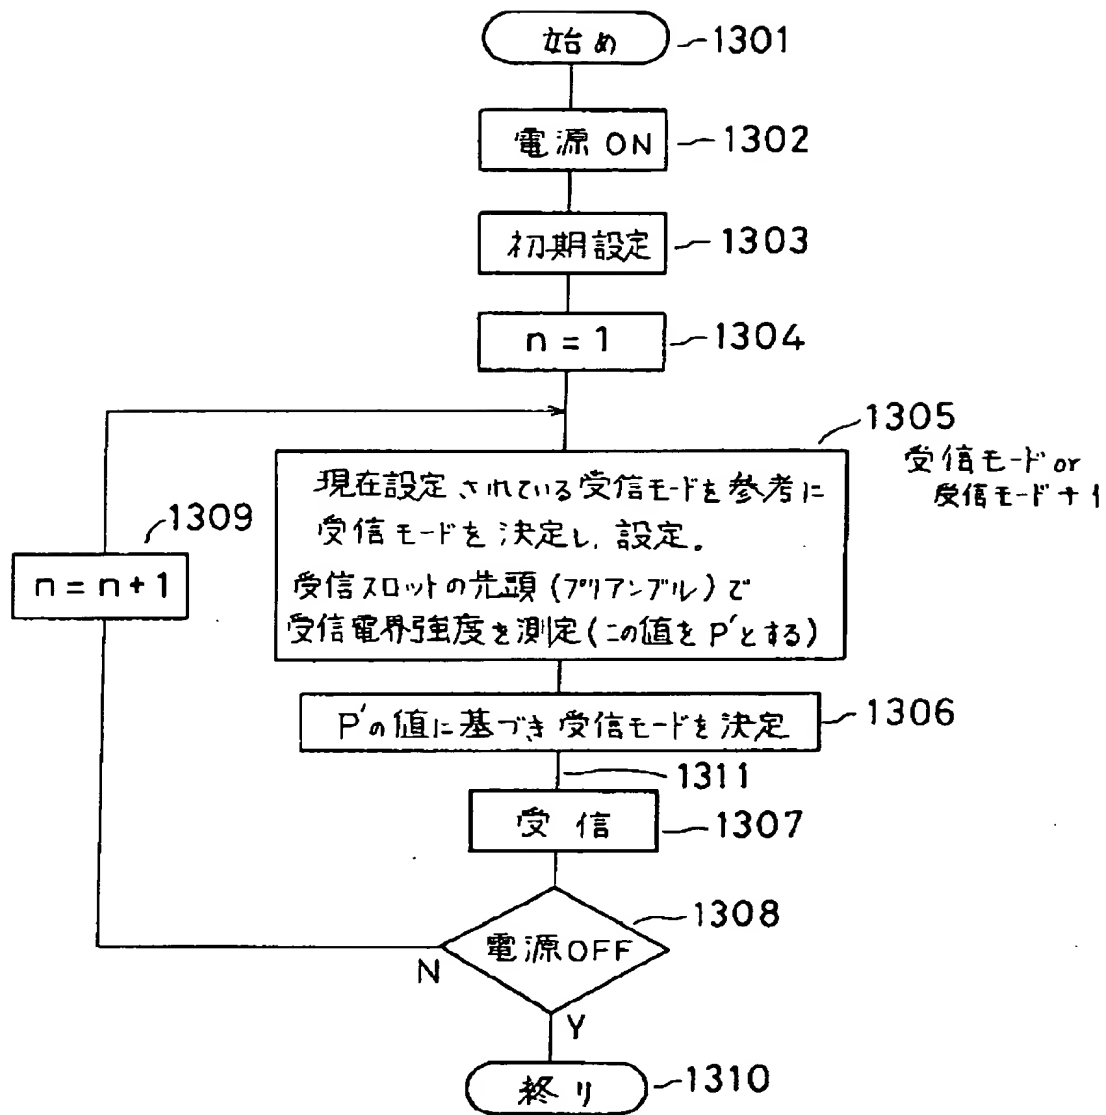 始め 1301
電源 ON 1302
初期設定 1303
n = 1 1304
1305
受信モード or
受信モード + 1
現在設定されている受信モードを参考に
受信モードを決定し、設定。
受信スロットの先頭 (プリアンブル) で
受信電界強度を測定 (この値を P' とする)
1309
n = n + 1
P'の値に基づき受信モードを決定 1306
1311
受信 1307
1308
電源 OFF
N
Y
終り 1310